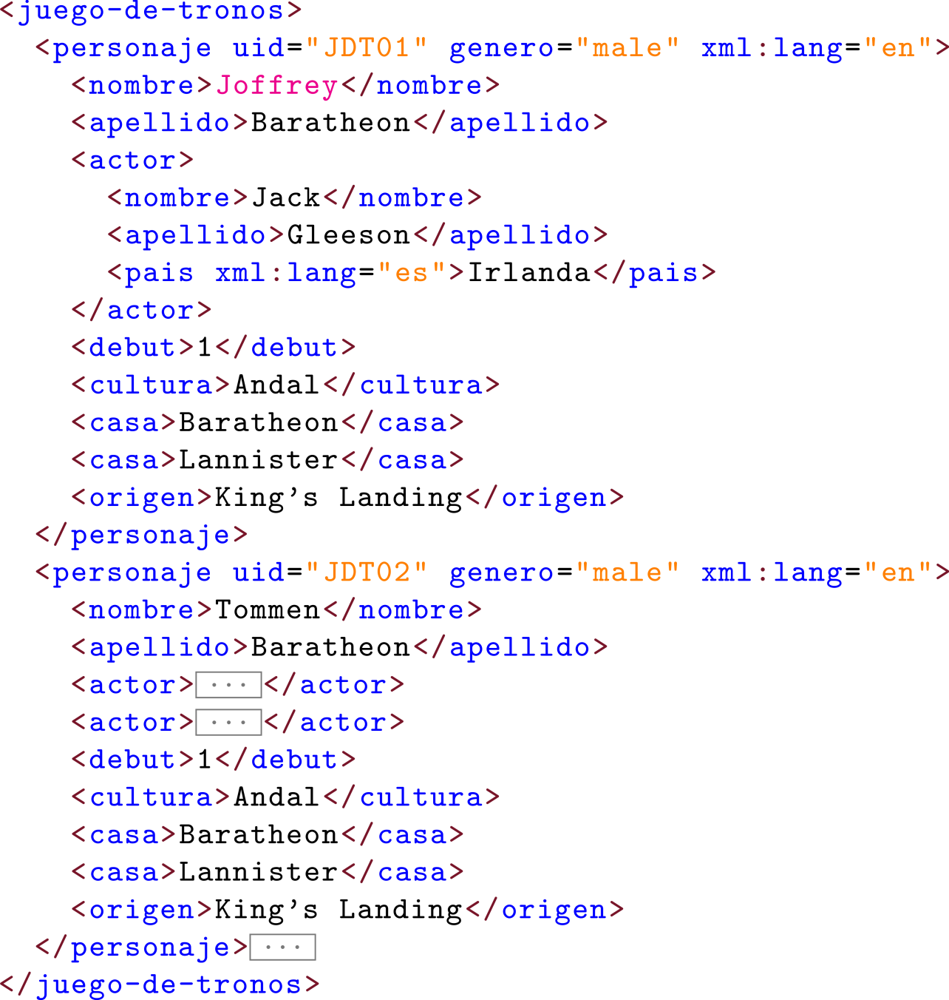 <juego-de-tronos>
<personaje uid="JDT01" genero="male" xml:lang="en">
<nombre>Joffrey</nombre>
<apellido>Baratheon</apellido>
<actor>
<nombre>Jack</nombre>
<apellido>Gleeson</apellido>
<pais xml:lang="es">Irlanda</pais>
</actor>
<debut>1</debut>
<cultura>Andal</cultura>
<casa>Baratheon</casa>
<casa>Lannister</casa>
<origen>King’s Landing</origen>
</personaje>
<personaje uid="JDT02" genero="male" xml:lang="en">
<nombre>Tommen</nombre>
<apellido>Baratheon</apellido>
<actor>...</actor>
<actor>...</actor>
<debut>1</debut>
<cultura>Andal</cultura>
<casa>Baratheon</casa>
<casa>Lannister</casa>
<origen>King’s Landing</origen>
</personaje>...
</juego-de-tronos>